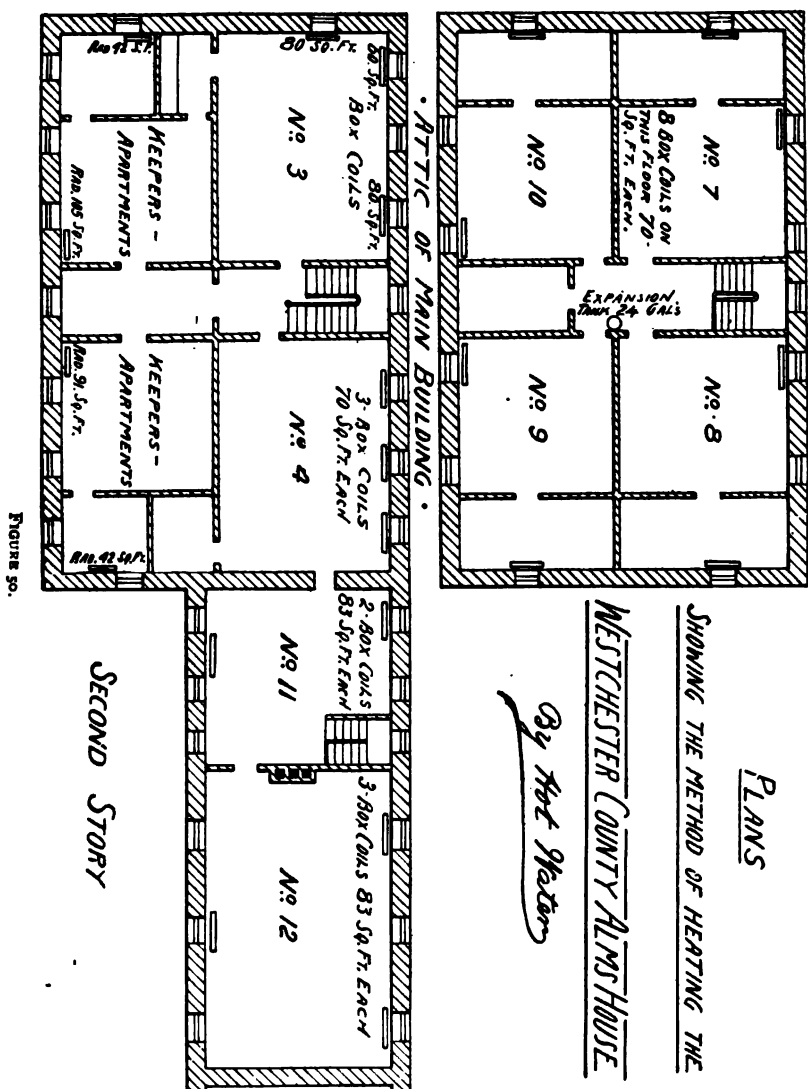 PLANS
SHOWING THE METHOD OF HEATING THE
WESTCHESTER COUNTY ALMSHOUSE
By Hot Water
No. 7
8 BOX COILS ON
THIS FLOOR 70-
SQ. FT. EACH.
No. 10
EXPANSION.
TANK 24 GALS
No. 8
No. 9
· ATTIC OF MAIN BUILDING ·
80 SQ. FT.
80 SQ. FT.
80 SQ. FT.
BOX COILS
No. 3
KEEPERS-
APARTMENTS
RAD. 105 SQ. FT.
3-BOX COILS
70 SQ. FT. EACH
No. 4
KEEPERS-
APARTMENTS
RAD. 91. SQ. FT.
RAD. 42 SQ. FT.
2-BOX COILS
83 SQ. FT. EACH
No. 11
3-BOX COILS 83 SQ. FT. EACH
No. 12
SECOND STORY
FIGURE 50.